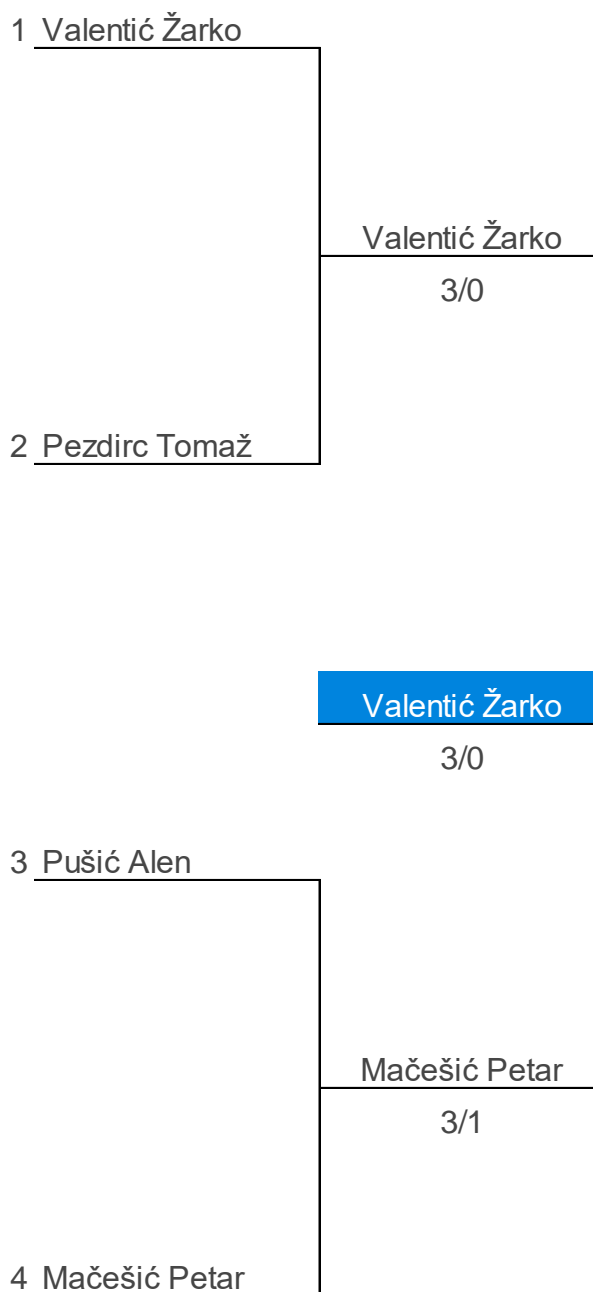 1 Valentić Žarko
Valentić Žarko
3/0
2 Pezdirc Tomaž
Valentić Žarko
3/0
3 Pušić Alen
Mačešić Petar
3/1
4 Mačešić Petar